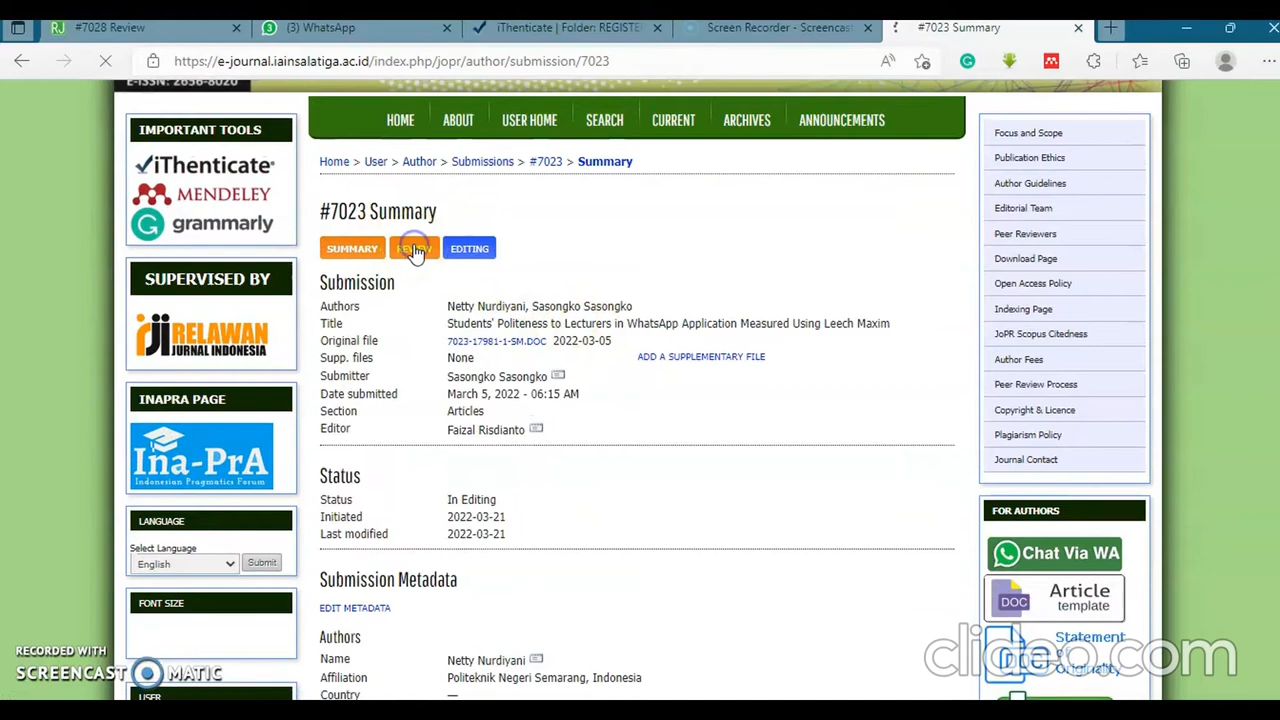 #7028 Review
(3) WhatsApp
iThenticate | Folder: REGISTE
Screen Recorder - Screencast
#7023 Summary
https://e-journal.iainsalatiga.ac.id/index.php/jopr/author/submission/7023
E-ISSN: 2656-8020
HOME
ABOUT
USER HOME
SEARCH
CURRENT
ARCHIVES
ANNOUNCEMENTS
IMPORTANT TOOLS
iThenticate
MENDELEY
grammarly
SUPERVISED BY
RELAWAN
JURNAL INDONESIA
INAPRA PAGE
Ina-PrA
Indonesian Pragmatics Forum
LANGUAGE
Select Language
English
Submit
FONT SIZE
USER
Home > User > Author > Submissions > #7023 > Summary
#7023 Summary
SUMMARY
REVIEW
EDITING
Submission
Authors Netty Nurdiyani, Sasongko Sasongko
Title Students' Politeness to Lecturers in WhatsApp Application Measured Using Leech Maxim
Original file 7023-17981-1-SM.DOC 2022-03-05
Supp. files None ADD A SUPPLEMENTARY FILE
Submitter Sasongko Sasongko
Date submitted March 5, 2022 - 06:15 AM
Section Articles
Editor Faizal Risdianto
Status
Status In Editing
Initiated 2022-03-21
Last modified 2022-03-21
Submission Metadata
EDIT METADATA
Authors
Name Netty Nurdiyani
Affiliation Politeknik Negeri Semarang, Indonesia
Country —
Focus and Scope
Publication Ethics
Author Guidelines
Editorial Team
Peer Reviewers
Download Page
Open Access Policy
Indexing Page
JoPR Scopus Citedness
Author Fees
Peer Review Process
Copyright & Licence
Plagiarism Policy
Journal Contact
FOR AUTHORS
Chat Via WA
DOC
Article
template
Statement
of
Originality
RECORDED WITH
SCREENCAST MATIC
clideo.com